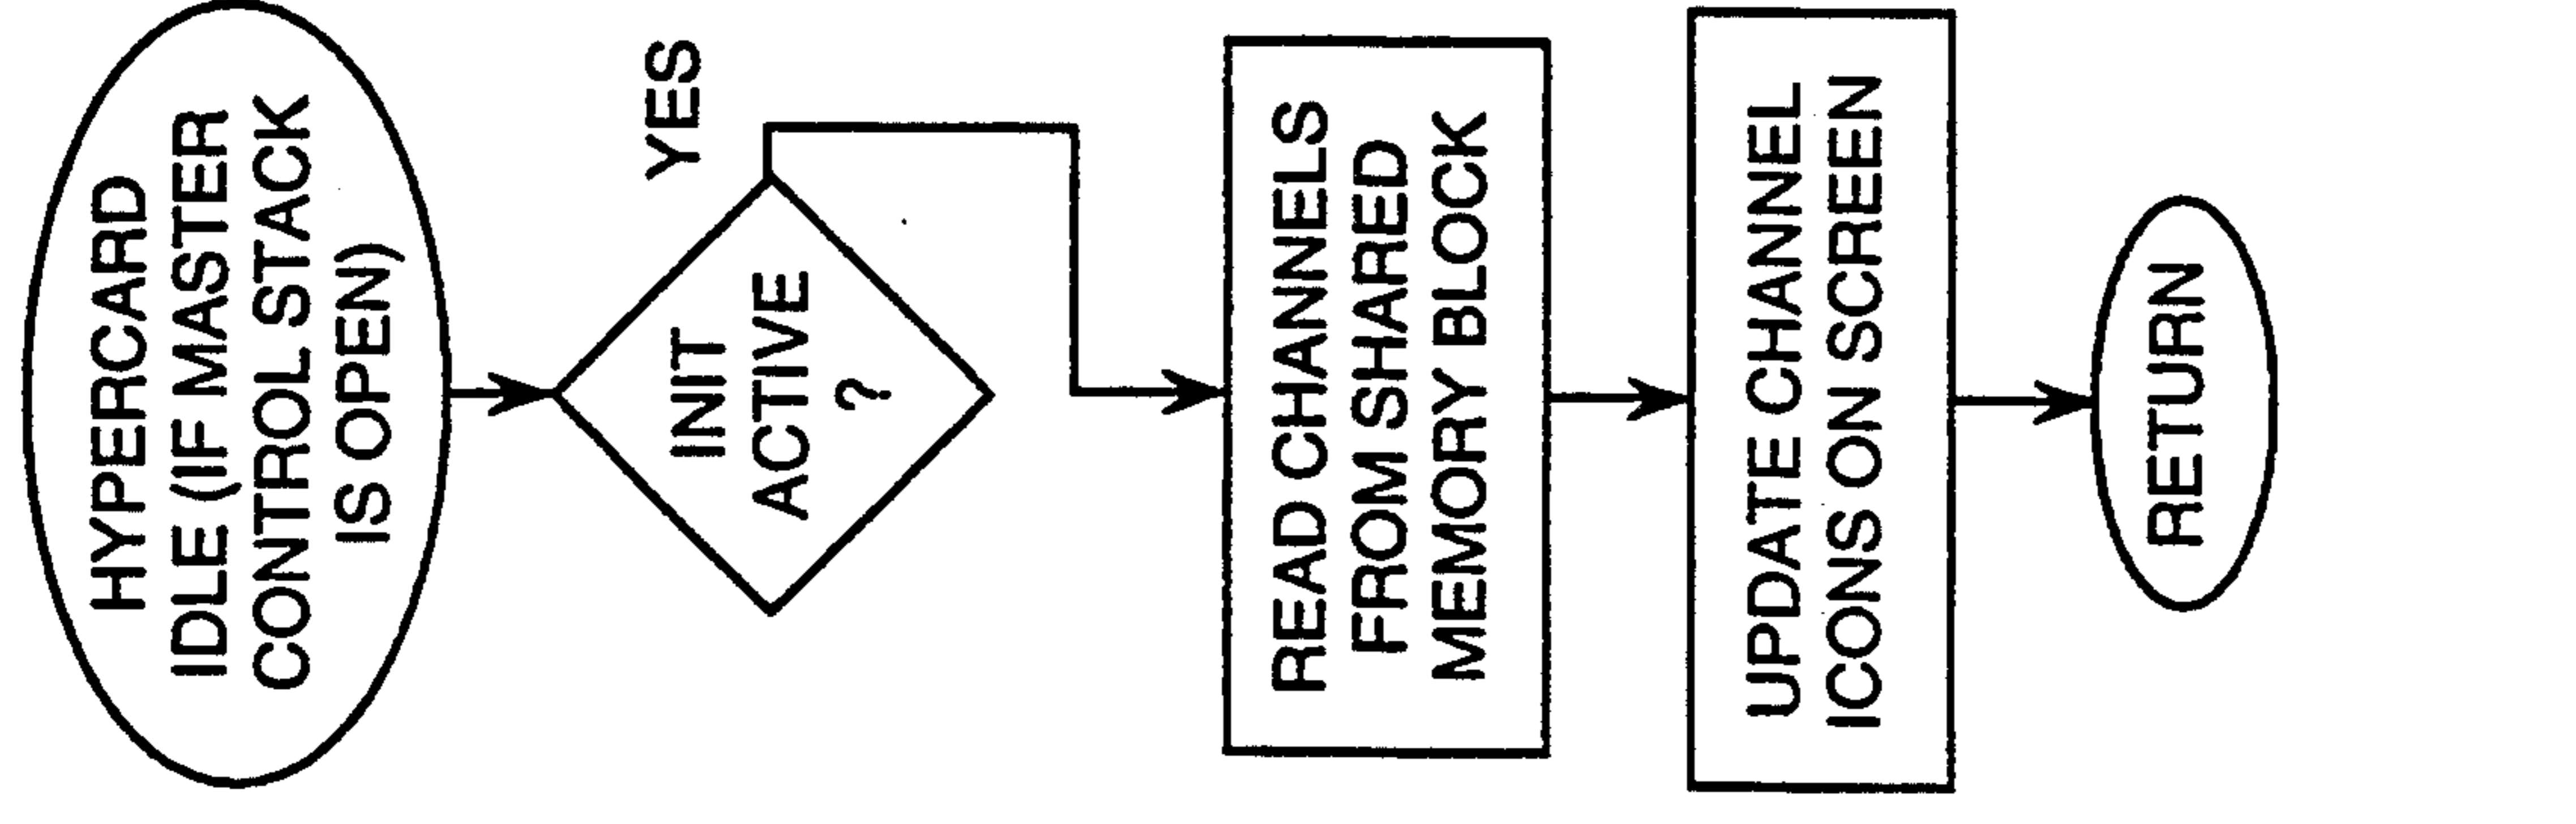 HYPERCARD
IDLE (IF MASTER
CONTROL STACK
IS OPEN)
INIT
ACTIVE
?
YES
READ CHANNELS
FROM SHARED
MEMORY BLOCK
UPDATE CHANNEL
ICONS ON SCREEN
RETURN